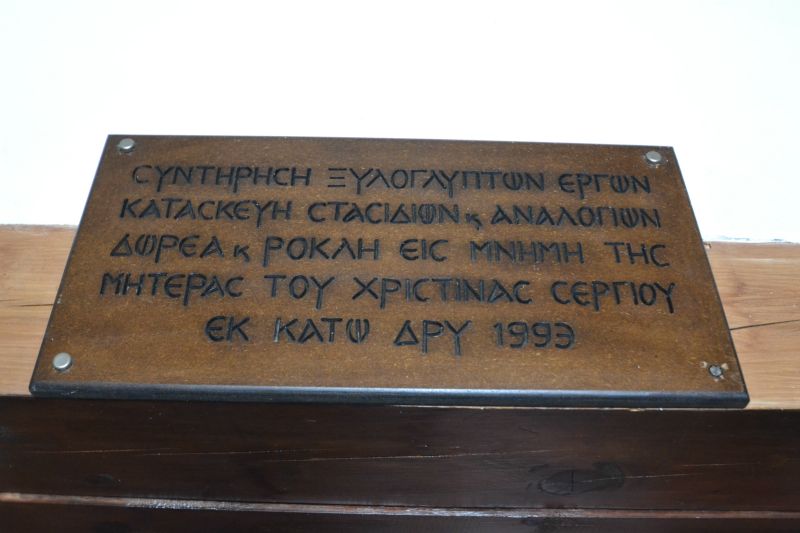 ϹΥΝΤΗΡΗϹΗ ΞΥΛΟΓΛΥΠΤΩΝ ΕΡΓΩΝ
ΚΑΤΑϹΚΕΥΗ ϹΤΑϹΙΔΙΩΝ κ ΑΝΑΛΟΓΙΩΝ
ΔΩΡΕΑ κ ΡΟΚΛΗ ΕΙϹ ΜΝΗΜΗ ΤΗϹ
ΜΗΤΕΡΑϹ ΤΟΥ ΧΡΙϹΤΙΝΑϹ ϹΕΡΓΙΟΥ
ΕΚ ΚΑΤΩ ΔΡΥ 1993